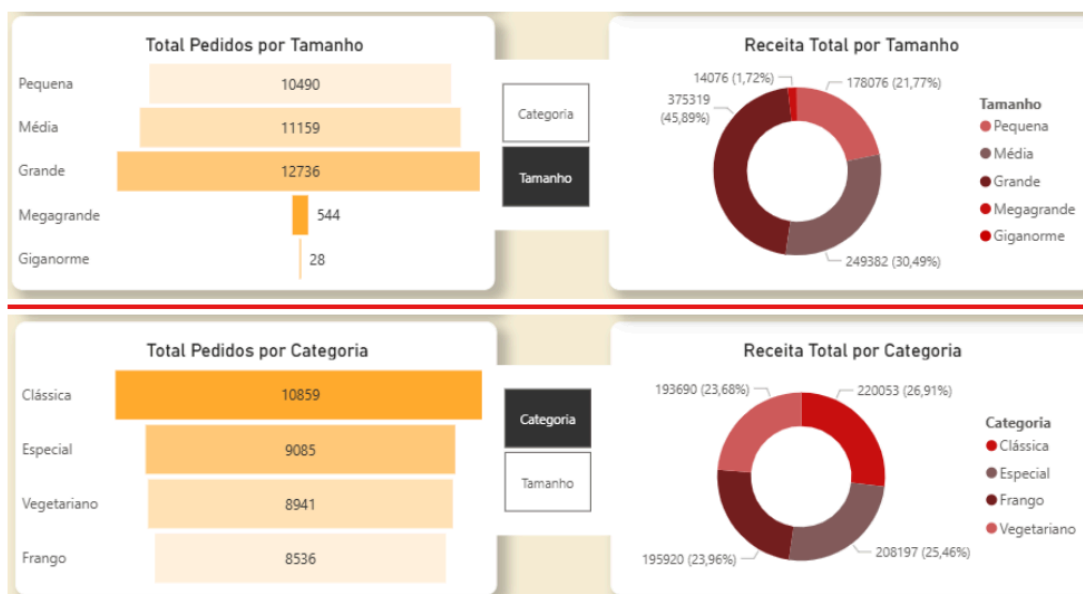 Total Pedidos por Tamanho
Pequena
10490
Média
11159
Grande
12736
Megagrande
544
Giganorme
28
Categoria
Tamanho
Receita Total por Tamanho
14076 (1,72%)
178076 (21,77%)
375319
(45,89%)
249382 (30,49%)
Tamanho
Pequena
Média
Grande
Megagrande
Giganorme
Total Pedidos por Categoria
Clássica
10859
Especial
9085
Vegetariano
8941
Frango
8536
Categoria
Tamanho
Receita Total por Categoria
193690 (23,68%)
220053 (26,91%)
195920 (23,96%)
208197 (25,46%)
Categoria
Clássica
Especial
Frango
Vegetariano